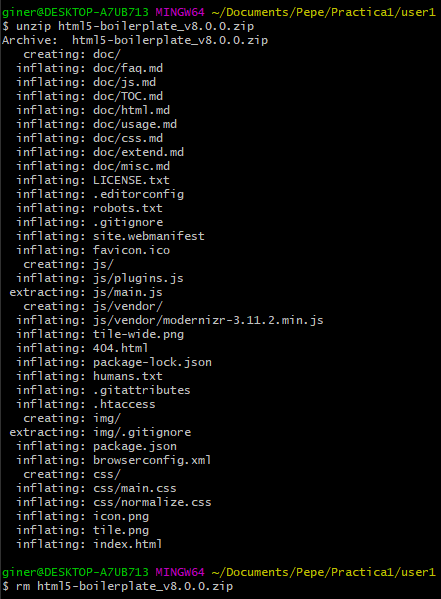 giner@DESKTOP-A7UB713 MINGW64 ~/Documents/Pepe/Practica1/user1
$ unzip html5-boilerplate_v8.0.0.zip
Archive:  html5-boilerplate_v8.0.0.zip
   creating: doc/
  inflating: doc/faq.md
  inflating: doc/js.md
  inflating: doc/TOC.md
  inflating: doc/html.md
  inflating: doc/usage.md
  inflating: doc/css.md
  inflating: doc/extend.md
  inflating: doc/misc.md
  inflating: LICENSE.txt
  inflating: .editorconfig
  inflating: robots.txt
  inflating: .gitignore
  inflating: site.webmanifest
  inflating: favicon.ico
   creating: js/
  inflating: js/plugins.js
 extracting: js/main.js
   creating: js/vendor/
  inflating: js/vendor/modernizr-3.11.2.min.js
  inflating: tile-wide.png
  inflating: 404.html
  inflating: package-lock.json
  inflating: humans.txt
  inflating: .gitattributes
  inflating: .htaccess
   creating: img/
 extracting: img/.gitignore
  inflating: package.json
  inflating: browserconfig.xml
   creating: css/
  inflating: css/main.css
  inflating: css/normalize.css
  inflating: icon.png
  inflating: tile.png
  inflating: index.html
giner@DESKTOP-A7UB713 MINGW64 ~/Documents/Pepe/Practica1/user1
$ rm html5-boilerplate_v8.0.0.zip